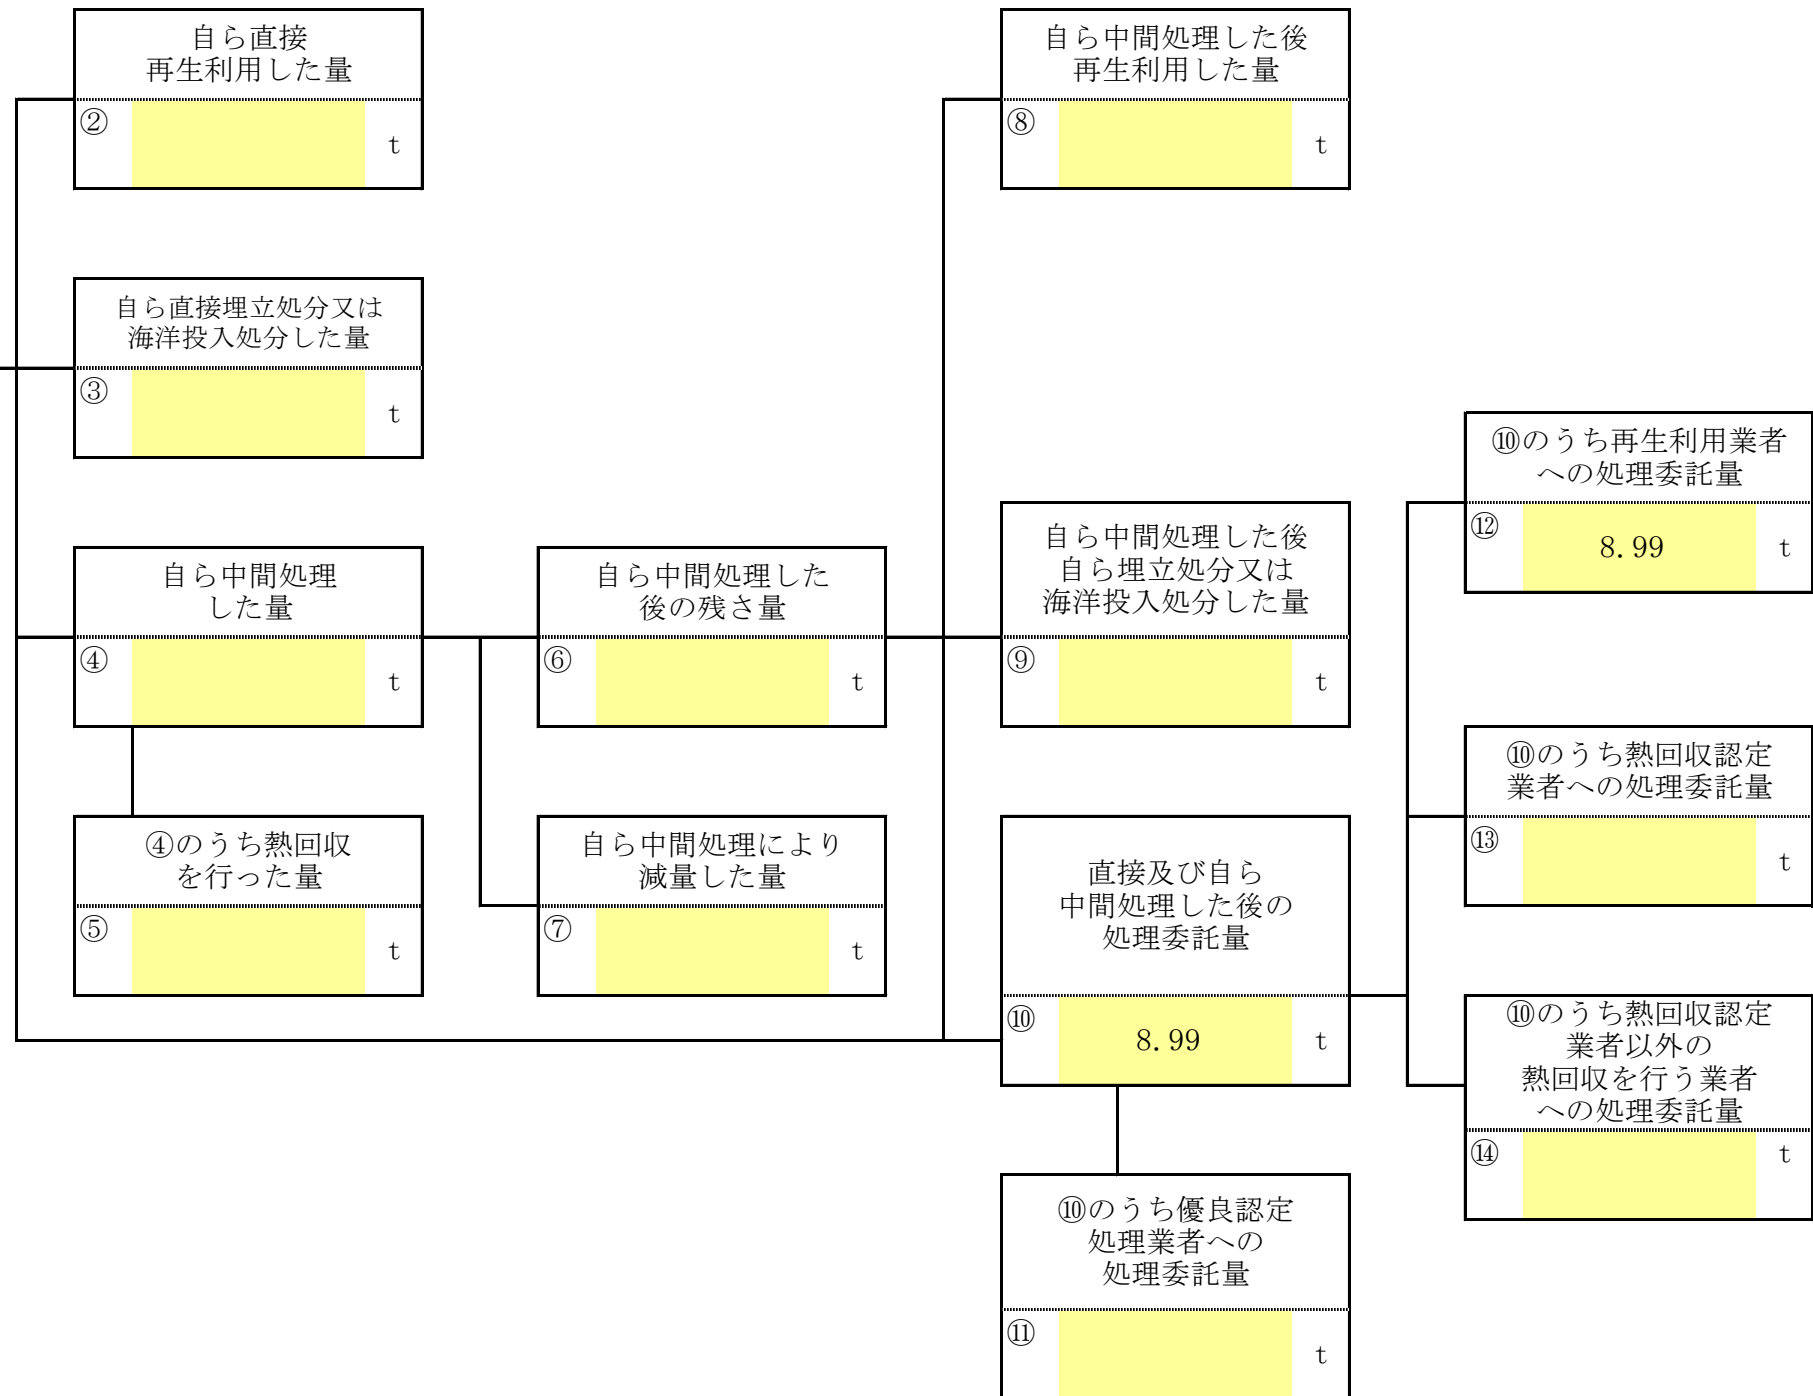 自ら直接
再生利用した量
②
t
自ら中間処理した後
再生利用した量
⑧
t
自ら直接埋立処分又は
海洋投入処分した量
③
t
⑩のうち再生利用業者
への処理委託量
⑫
8.99
t
自ら中間処理
した量
④
t
自ら中間処理した
後の残さ量
⑥
t
自ら中間処理した後
自ら埋立処分又は
海洋投入処分した量
⑨
t
⑩のうち熱回収認定
業者への処理委託量
⑬
t
④のうち熱回収
を行った量
⑤
t
自ら中間処理により
減量した量
⑦
t
直接及び自ら
中間処理した後の
処理委託量
⑩
8.99
t
⑩のうち熱回収認定
業者以外の
熱回収を行う業者
への処理委託量
⑭
t
⑩のうち優良認定
処理業者への
処理委託量
⑪
t